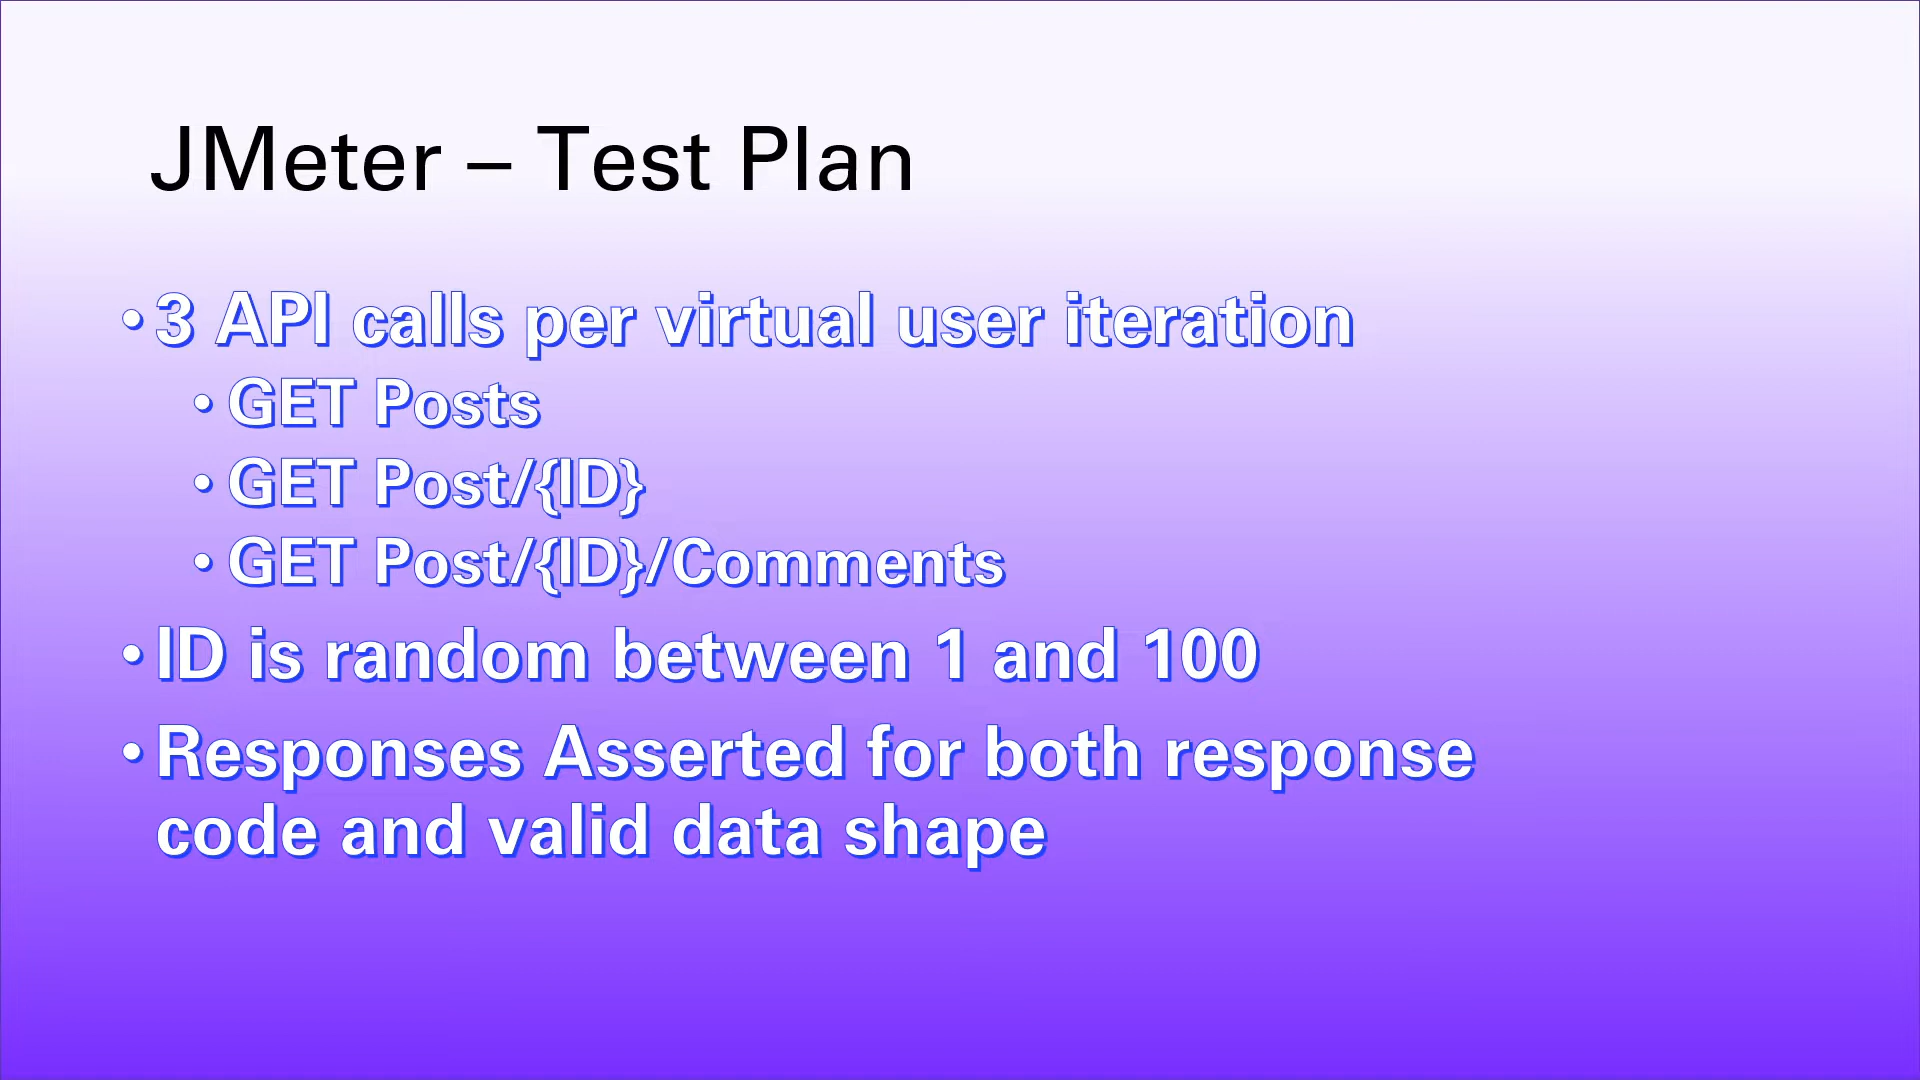 JMeter – Test Plan
• 3 API calls per virtual user iteration
• GET Posts
• GET Post/{ID}
• GET Post/{ID}/Comments
• ID is random between 1 and 100
• Responses Asserted for both response
code and valid data shape